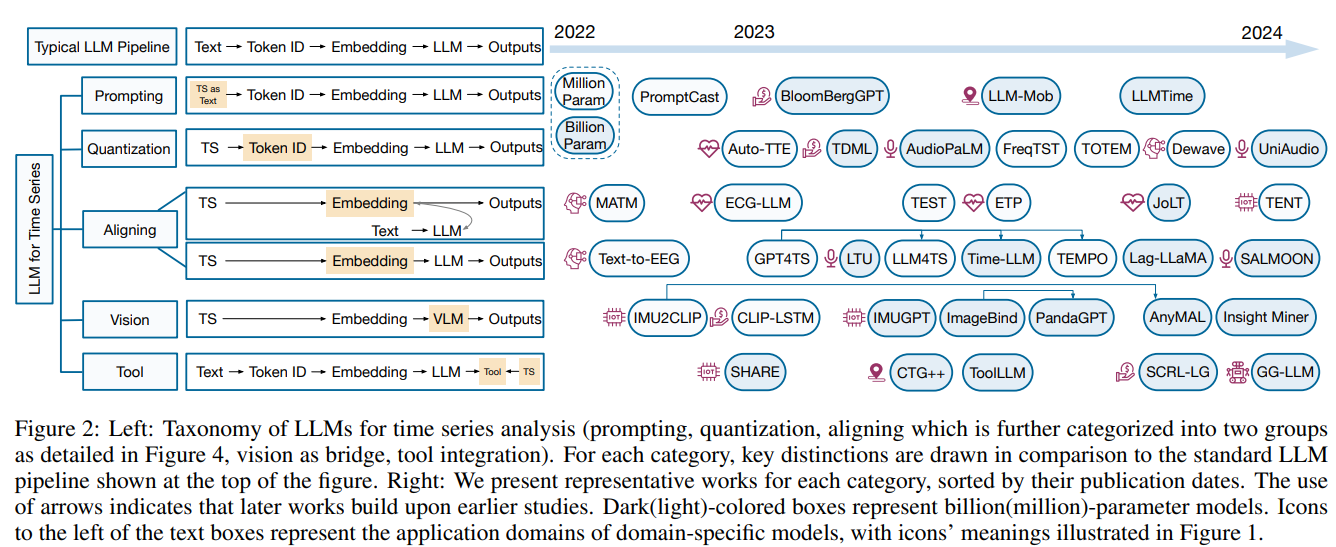 2022 2023 2024
Typical LLM Pipeline Text Token ID Embedding LLM Outputs
Million Param
Billion Param
LLM for Time Series
Prompting TS as Text Token ID Embedding LLM Outputs PromptCast BloomBergGPT LLM-Mob LLMTime
Quantization TS Token ID Embedding LLM Outputs Auto-TTE TDML AudioPaLM FreqTST TOTEM Dewave UniAudio
Aligning
TS Embedding Outputs MATM ECG-LLM TEST ETP JoLT IOT TENT
Text LLM
TS Embedding LLM Outputs Text-to-EEG GPT4TS LTU LLM4TS Time-LLM TEMPO Lag-LLaMA SALMOON
Vision TS Embedding VLM Outputs IOT IMU2CLIP CLIP-LSTM IOT IMUGPT ImageBind PandaGPT AnyMAL Insight Miner
Tool Text Token ID Embedding LLM Tool TS IOT SHARE CTG++ ToolLLM SCRL-LG GG-LLM
Figure 2: Left: Taxonomy of LLMs for time series analysis (prompting, quantization, aligning which is further categorized into two groups
as detailed in Figure 4, vision as bridge, tool integration). For each category, key distinctions are drawn in comparison to the standard LLM
pipeline shown at the top of the figure. Right: We present representative works for each category, sorted by their publication dates. The use
of arrows indicates that later works build upon earlier studies. Dark(light)-colored boxes represent billion(million)-parameter models. Icons
to the left of the text boxes represent the application domains of domain-specific models, with icons' meanings illustrated in Figure 1.